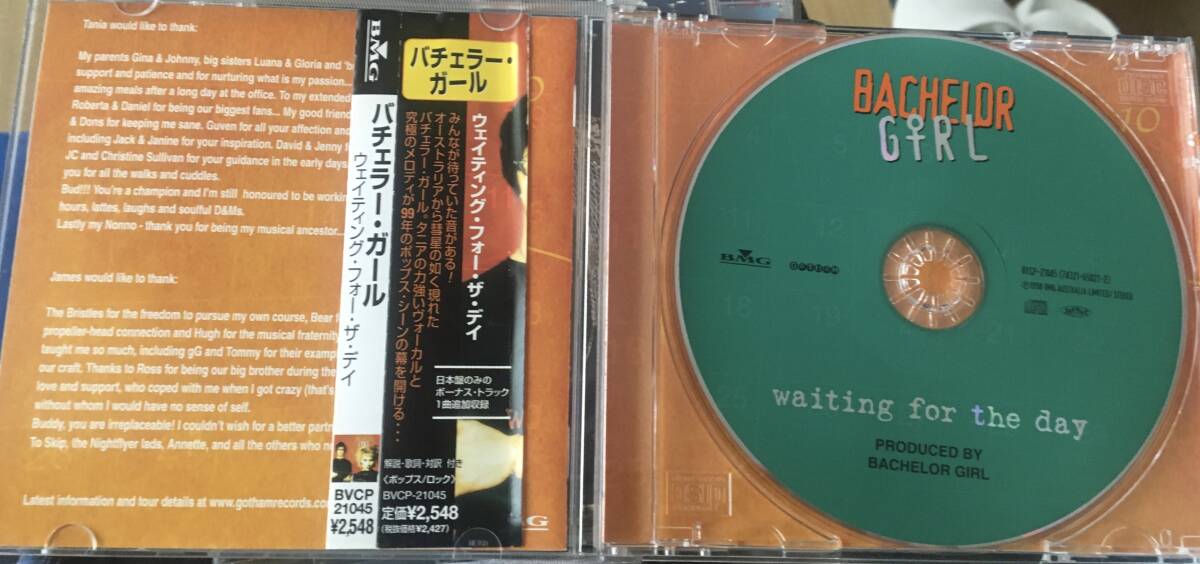 Tania would like to thank:
My parents Gina & Johnny, big sisters Luana & Gloria and 'b
support and patience and for nurturing what is my passion...
amazing meals after a long day at the office. To my extended
Roberta & Daniel for being our biggest fans... My good friend
& Dons for keeping me sane. Guven for all your affection and
including Jack & Janine for your inspiration. David & Jenny f
JC and Christine Sullivan for your guidance in the early days
you for all the walks and cuddles.
Bud!!! You're a champion and I'm still honoured to be workin
hours, lattes, laughs and soulful D&Ms.
Lastly my Nonno - thank you for being my musical ancestor...
James would like to thank:
The Bristles for the freedom to pursue my own course, Bear f
propeller-head connection and Hugh for the musical fraternity
taught me so much, including gG and Tommy for their examp
our craft. Thanks to Ross for being our big brother during the
love and support, who coped with me when I got crazy (that's
without whom I would have no sense of self.
Buddy, you are irreplaceable! I couldn't wish for a better partn
To Skip, the Nightflyer lads, Annette, and all the others who ne
Latest information and tour details at www.gothamrecords.co
BMG
バチェラー・ガール
ウェイティング・フォー・ザ・デイ
BVCP
21045
¥2,548
バチェラー・
ガール
ウェイティング・フォー・ザ・デイ
みんなが待っていた音がある!
オーストラリアから彗星の如く現れた
バチェラー・ガール。タニアの力強いヴォーカルと
究極のメロディが99年のポップス・シーンの幕を開ける・・・
日本盤のみの
ボーナス・トラック
1曲追加収録
解説・歌詞・対訳 付き
〈ポップス/ロック〉
BVCP-21045
定価¥2,548
(税抜価格¥2,427)
BMG
BACHELOR
GiRL
BMG
GOTHAM
BVCP-21045 (74321-65021-2)
℗1998 BMG AUSTRALIA LIMITED/ STEREO
waiting for the day
PRODUCED BY
BACHELOR GIRL
10